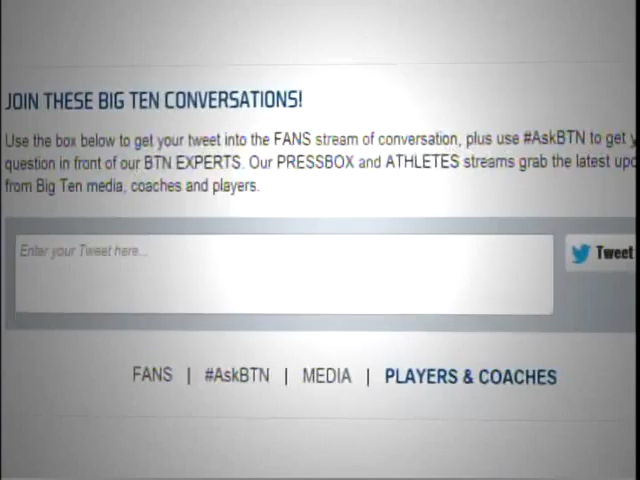 JOIN THESE BIG TEN CONVERSATIONS!
Use the box below to get your tweet into the FANS stream of conversation, plus use #AskBTN to get
question in front of our BTN EXPERTS. Our PRESSBOX and ATHLETES streams grab the latest
from Big Ten media, coaches and players.
Enter your Tweet here...
Tweet
FANS | #AskBTN | MEDIA | PLAYERS & COACHES